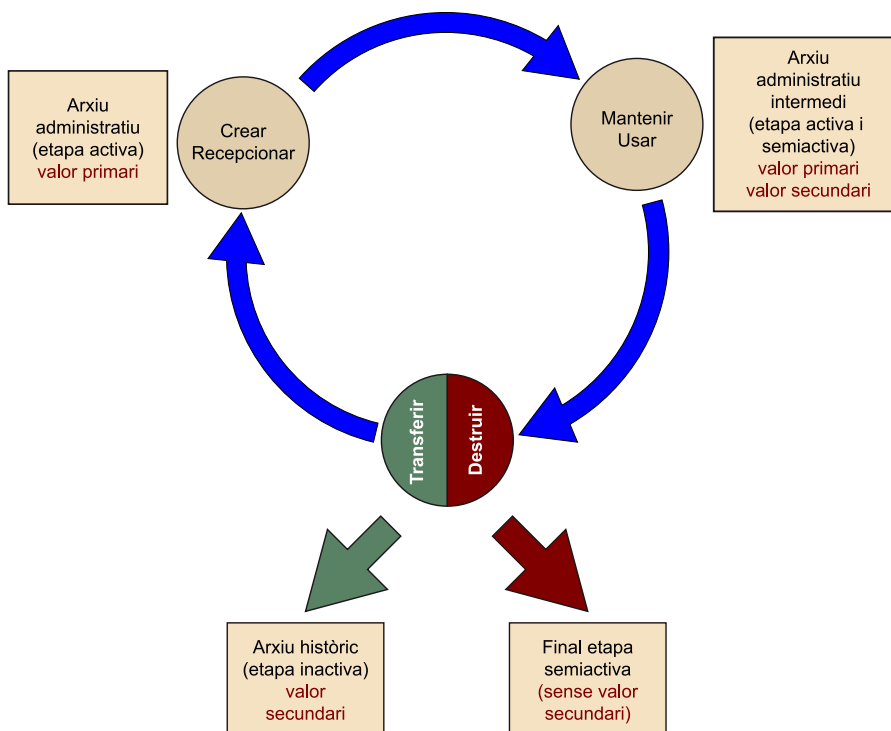 Arxiu
administratiu
(etapa activa)
valor primari
Crear
Recepcionar
Mantenir
Usar
Arxiu
administratiu
intermedi
(etapa activa i
semiactiva)
valor primari
valor secundari
Transferir
Destruir
Arxiu històric
(etapa inactiva)
valor
secundari
Final etapa
semiactiva
(sense valor
secundari)